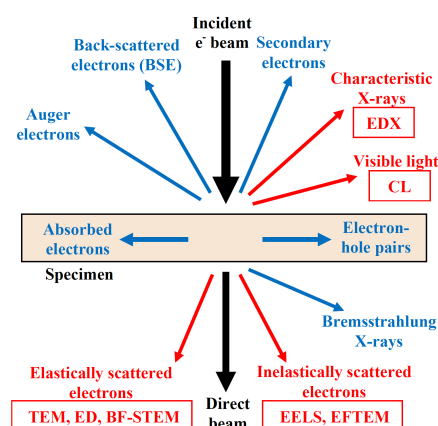 Incident
e- beam
Back-scattered
electrons (BSE)
Secondary
electrons
Characteristic
X-rays
EDX
Auger
electrons
Visible light
CL
Absorbed
electrons
Electron-
hole pairs
Specimen
Bremsstrahlung
X-rays
Elastically scattered
electrons
TEM, ED, BF-STEM
Direct
beam
Inelastically scattered
electrons
EELS, EFTEM